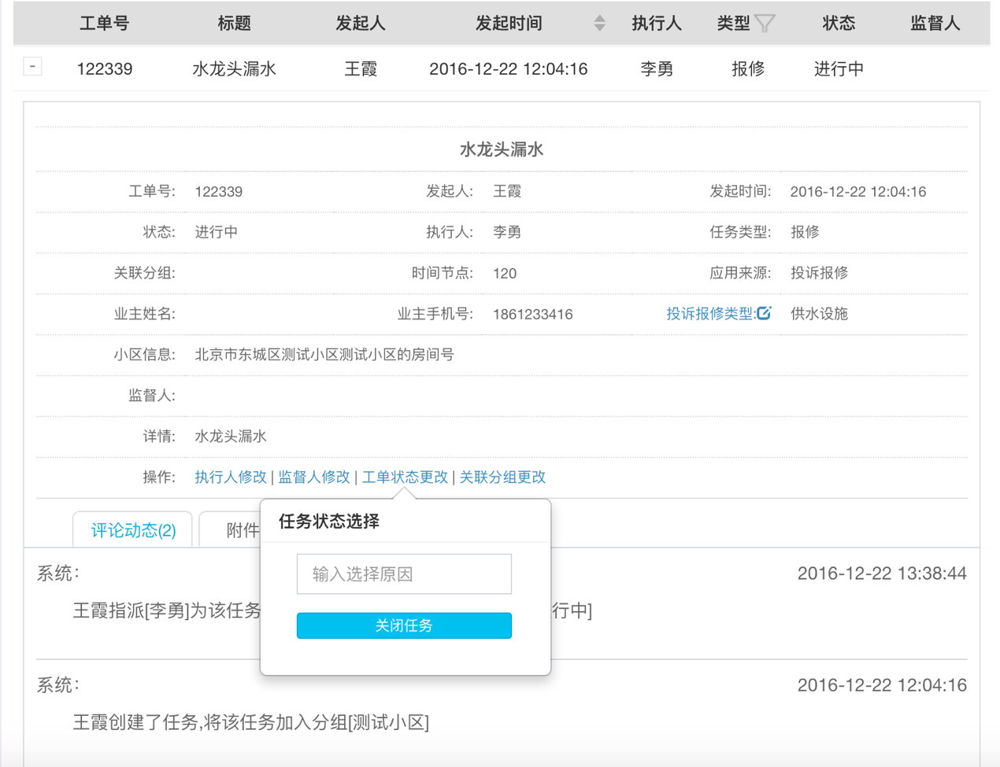 工单号 标题 发起人 发起时间 执行人 类型 状态 监督人
- 122339 水龙头漏水 王霞 2016-12-22 12:04:16 李勇 报修 进行中
水龙头漏水
工单号: 122339 发起人: 王霞 发起时间: 2016-12-22 12:04:16
状态: 进行中 执行人: 李勇 任务类型: 报修
关联分组: 时间节点: 120 应用来源: 投诉报修
业主姓名: 业主手机号: 1861233416 投诉报修类型: 供水设施
小区信息: 北京市东城区测试小区测试小区的房间号
监督人:
详情: 水龙头漏水
操作: 执行人修改 | 监督人修改 | 工单状态更改 | 关联分组更改
评论动态(2) 附件
任务状态选择
输入选择原因
关闭任务
系统: 2016-12-22 13:38:44
王霞指派[李勇]为该任务 行中]
系统: 2016-12-22 12:04:16
王霞创建了任务,将该任务加入分组[测试小区]